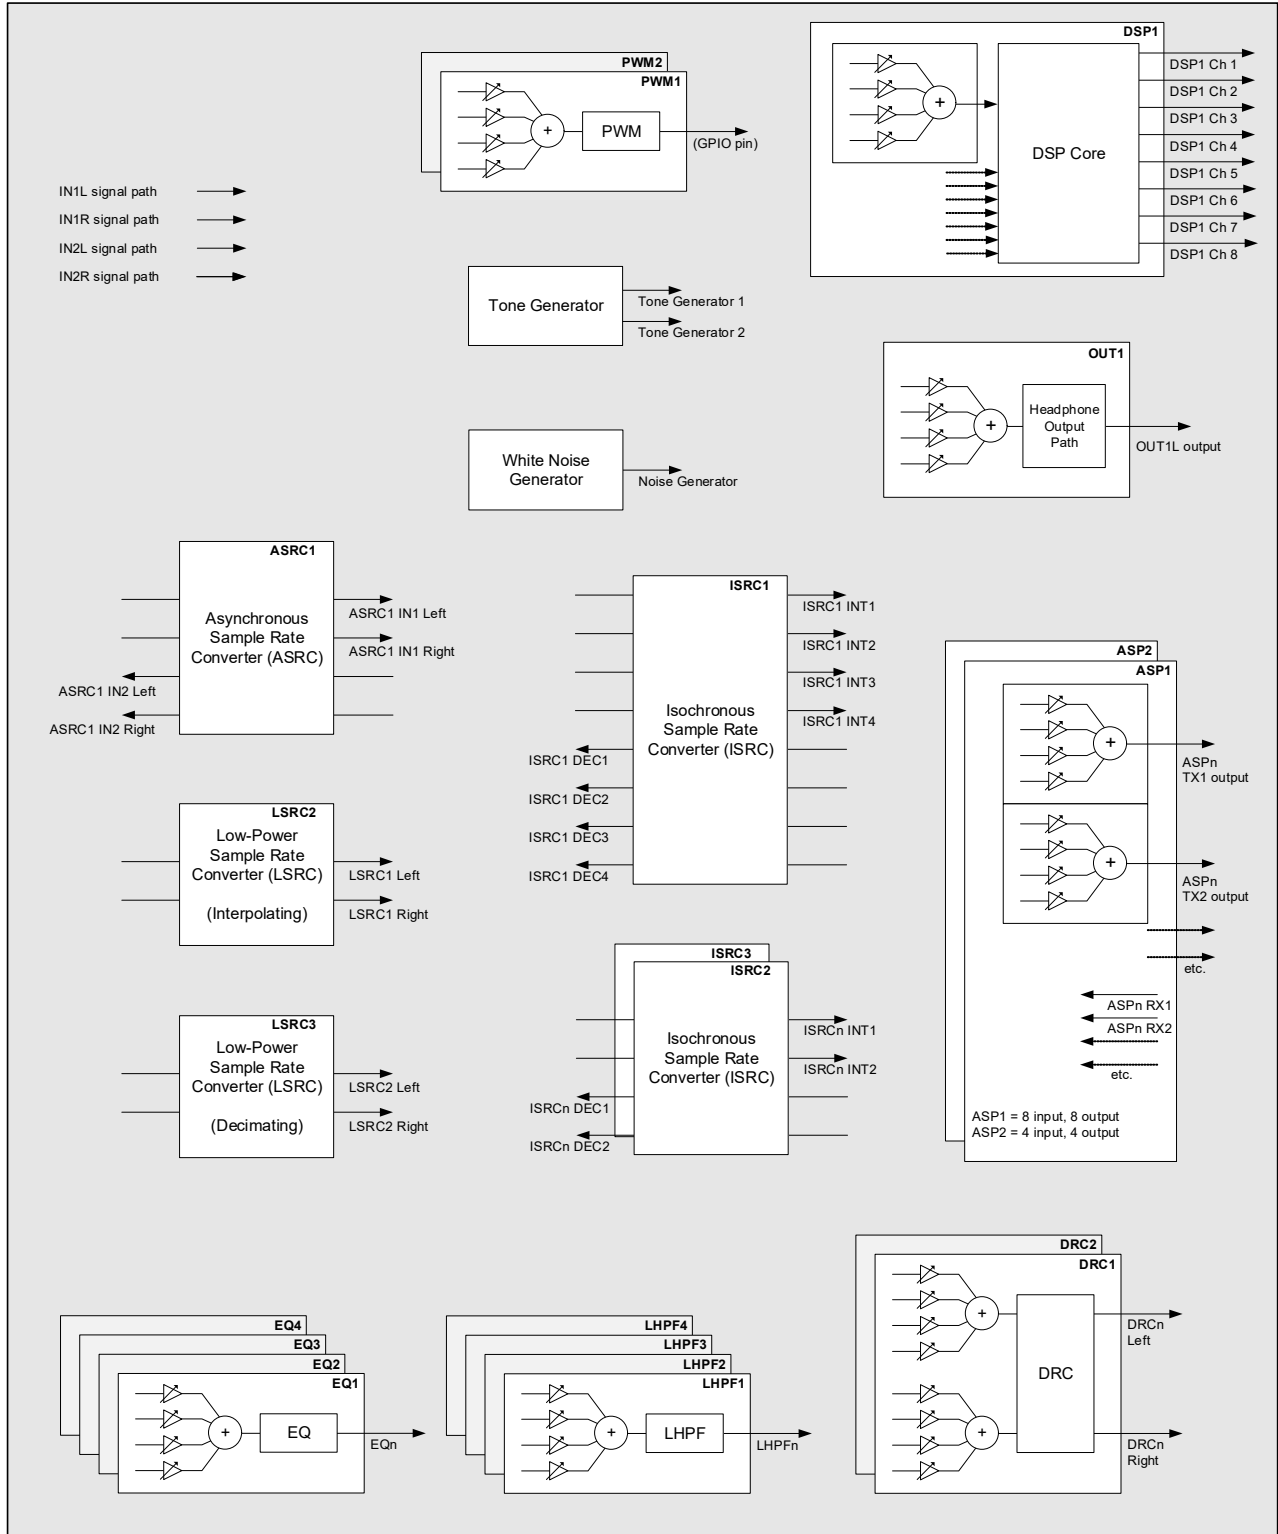 PWM2
PWM1
+
PWM
(GPIO pin)
DSP1
+
DSP Core
DSP1 Ch 1
DSP1 Ch 2
DSP1 Ch 3
DSP1 Ch 4
DSP1 Ch 5
DSP1 Ch 6
DSP1 Ch 7
DSP1 Ch 8
IN1L signal path
IN1R signal path
IN2L signal path
IN2R signal path
Tone Generator
Tone Generator 1
Tone Generator 2
OUT1
+
Headphone
Output
Path
OUT1L output
White Noise
Generator
Noise Generator
ASRC1
Asynchronous
Sample Rate
Converter (ASRC)
ASRC1 IN1 Left
ASRC1 IN1 Right
ASRC1 IN2 Left
ASRC1 IN2 Right
ISRC1
Isochronous
Sample Rate
Converter (ISRC)
ISRC1 INT1
ISRC1 INT2
ISRC1 INT3
ISRC1 INT4
ISRC1 DEC1
ISRC1 DEC2
ISRC1 DEC3
ISRC1 DEC4
ASP2
ASP1
+
ASPn
TX1 output
+
ASPn
TX2 output
etc.
ASPn RX1
ASPn RX2
etc.
ASP1 = 8 input, 8 output
ASP2 = 4 input, 4 output
LSRC2
Low-Power
Sample Rate
Converter (LSRC)
(Interpolating)
LSRC1 Left
LSRC1 Right
ISRC3
ISRC2
Isochronous
Sample Rate
Converter (ISRC)
ISRCn INT1
ISRCn INT2
ISRCn DEC1
ISRCn DEC2
LSRC3
Low-Power
Sample Rate
Converter (LSRC)
(Decimating)
LSRC2 Left
LSRC2 Right
EQ4
EQ3
EQ2
EQ1
+
EQ
EQn
LHPF4
LHPF3
LHPF2
LHPF1
+
LHPF
LHPFn
DRC2
DRC1
+
+
DRC
DRCn
Left
DRCn
Right